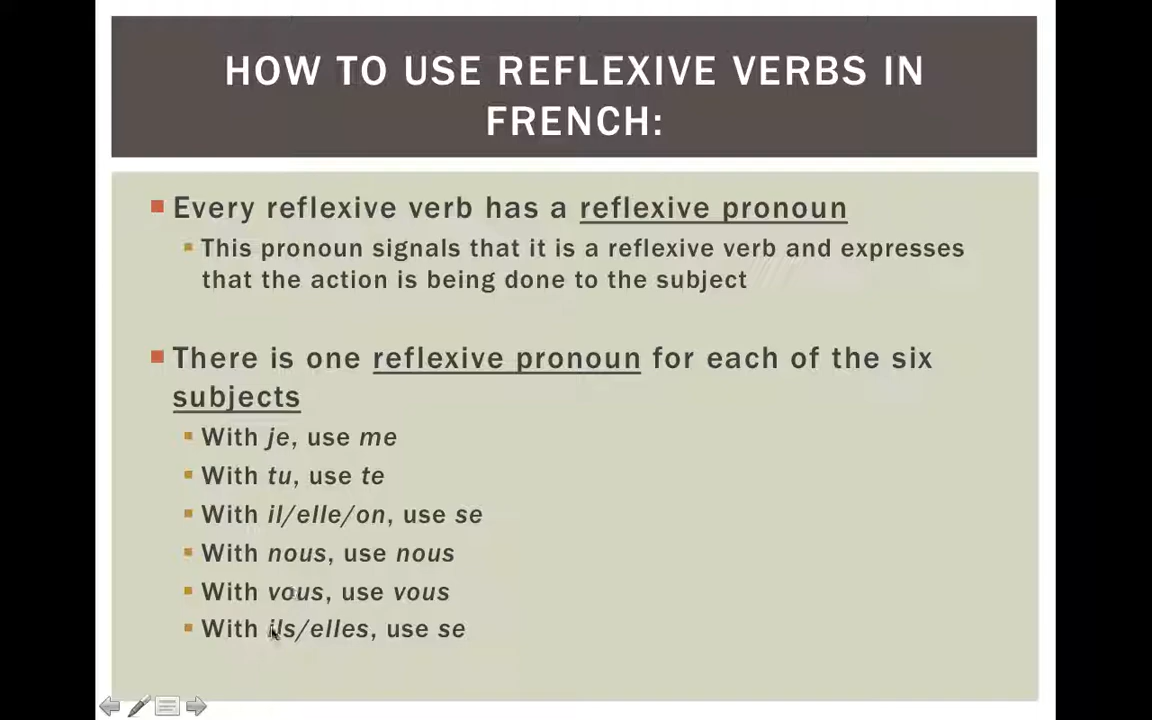 HOW TO USE REFLEXIVE VERBS IN
FRENCH:
Every reflexive verb has a reflexive pronoun
This pronoun signals that it is a reflexive verb and expresses
that the action is being done to the subject
There is one reflexive pronoun for each of the six
subjects
With je, use me
With tu, use te
With il/elle/on, use se
With nous, use nous
With vous, use vous
With ils/elles, use se